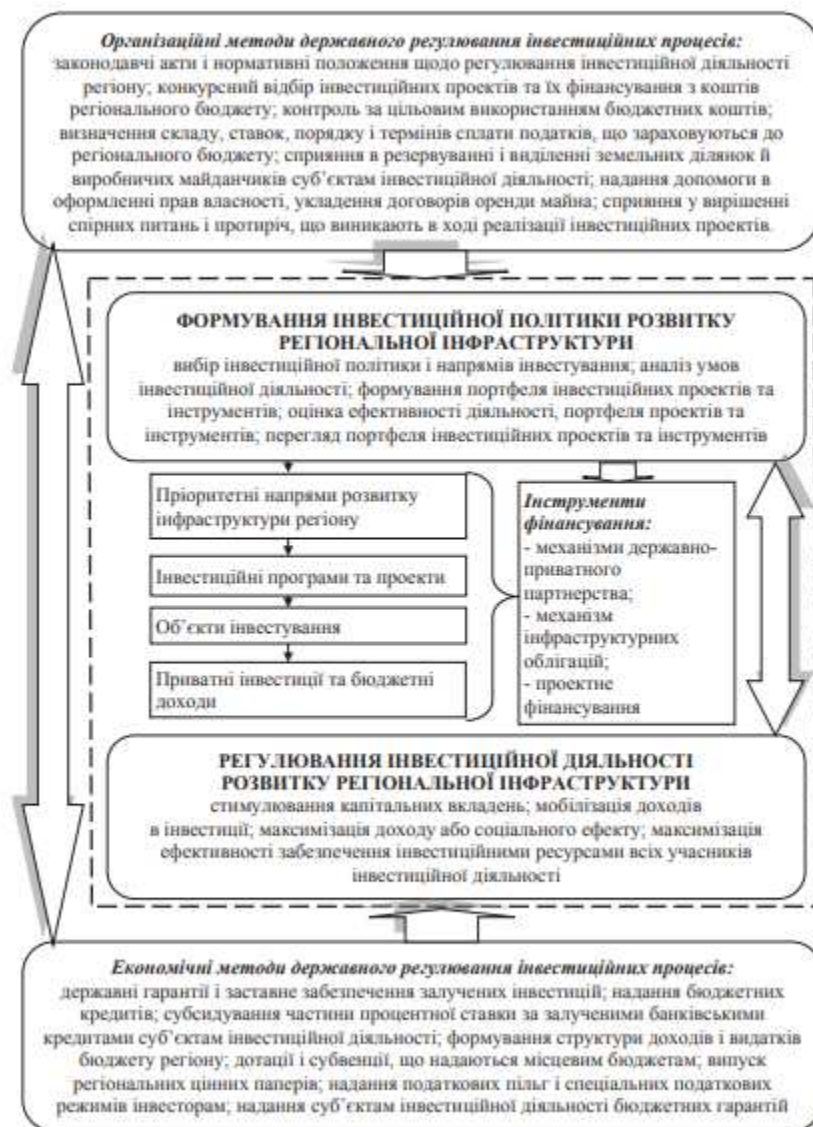 Організаційні методи державного регулювання інвестиційних процесів:
законодавчі акти і нормативні положення щодо регулювання інвестиційної діяльності
регіону; конкурсний відбір інвестиційних проектів та їх фінансування з коштів
регіонального бюджету; контроль за цільовим використанням бюджетних коштів;
визначення складу, ставок, порядку і термінів сплати податків, що зараховуються до
регіонального бюджету; сприяння в резервуванні і виділенні земельних ділянок й
виробничих майданчиків суб’єктам інвестиційної діяльності; надання допомоги в
оформленні прав власності, укладення договорів оренди майна; сприяння у вирішенні
спірних питань і протиріч, що виникають в ході реалізації інвестиційних проектів.
ФОРМУВАННЯ ІНВЕСТИЦІЙНОЇ ПОЛІТИКИ РОЗВИТКУ
РЕГІОНАЛЬНОЇ ІНФРАСТРУКТУРИ
вибір інвестиційної політики і напрямів інвестування; аналіз умов
інвестиційної діяльності; формування портфеля інвестиційних проектів та
інструментів; оцінка ефективності діяльності, портфеля проектів та
інструментів; перегляд портфеля інвестиційних проектів та інструментів
Пріоритетні напрями розвитку
інфраструктури регіону
Інвестиційні програми та проекти
Об’єкти інвестування
Приватні інвестиції та бюджетні
доходи
Інструменти
фінансування:
- механізми державно-
приватного
партнерства;
- механізм
інфраструктурних
облігацій;
- проектне
фінансування
РЕГУЛЮВАННЯ ІНВЕСТИЦІЙНОЇ ДІЯЛЬНОСТІ
РОЗВИТКУ РЕГІОНАЛЬНОЇ ІНФРАСТРУКТУРИ
стимулювання капітальних вкладень; мобілізація доходів
в інвестиції; максимізація доходу або соціального ефекту; максимізація
ефективності забезпечення інвестиційними ресурсами всіх учасників
інвестиційної діяльності
Економічні методи державного регулювання інвестиційних процесів:
державні гарантії і заставне забезпечення залучених інвестицій; надання бюджетних
кредитів; субсидування частини процентної ставки за залученими банківськими
кредитами суб’єктам інвестиційної діяльності; формування структури доходів і видатків
бюджету регіону; дотації і субвенції, що надаються місцевим бюджетам; випуск
регіональних цінних паперів; надання податкових пільг і спеціальних податкових
режимів інвесторам; надання суб’єктам інвестиційної діяльності бюджетних гарантій